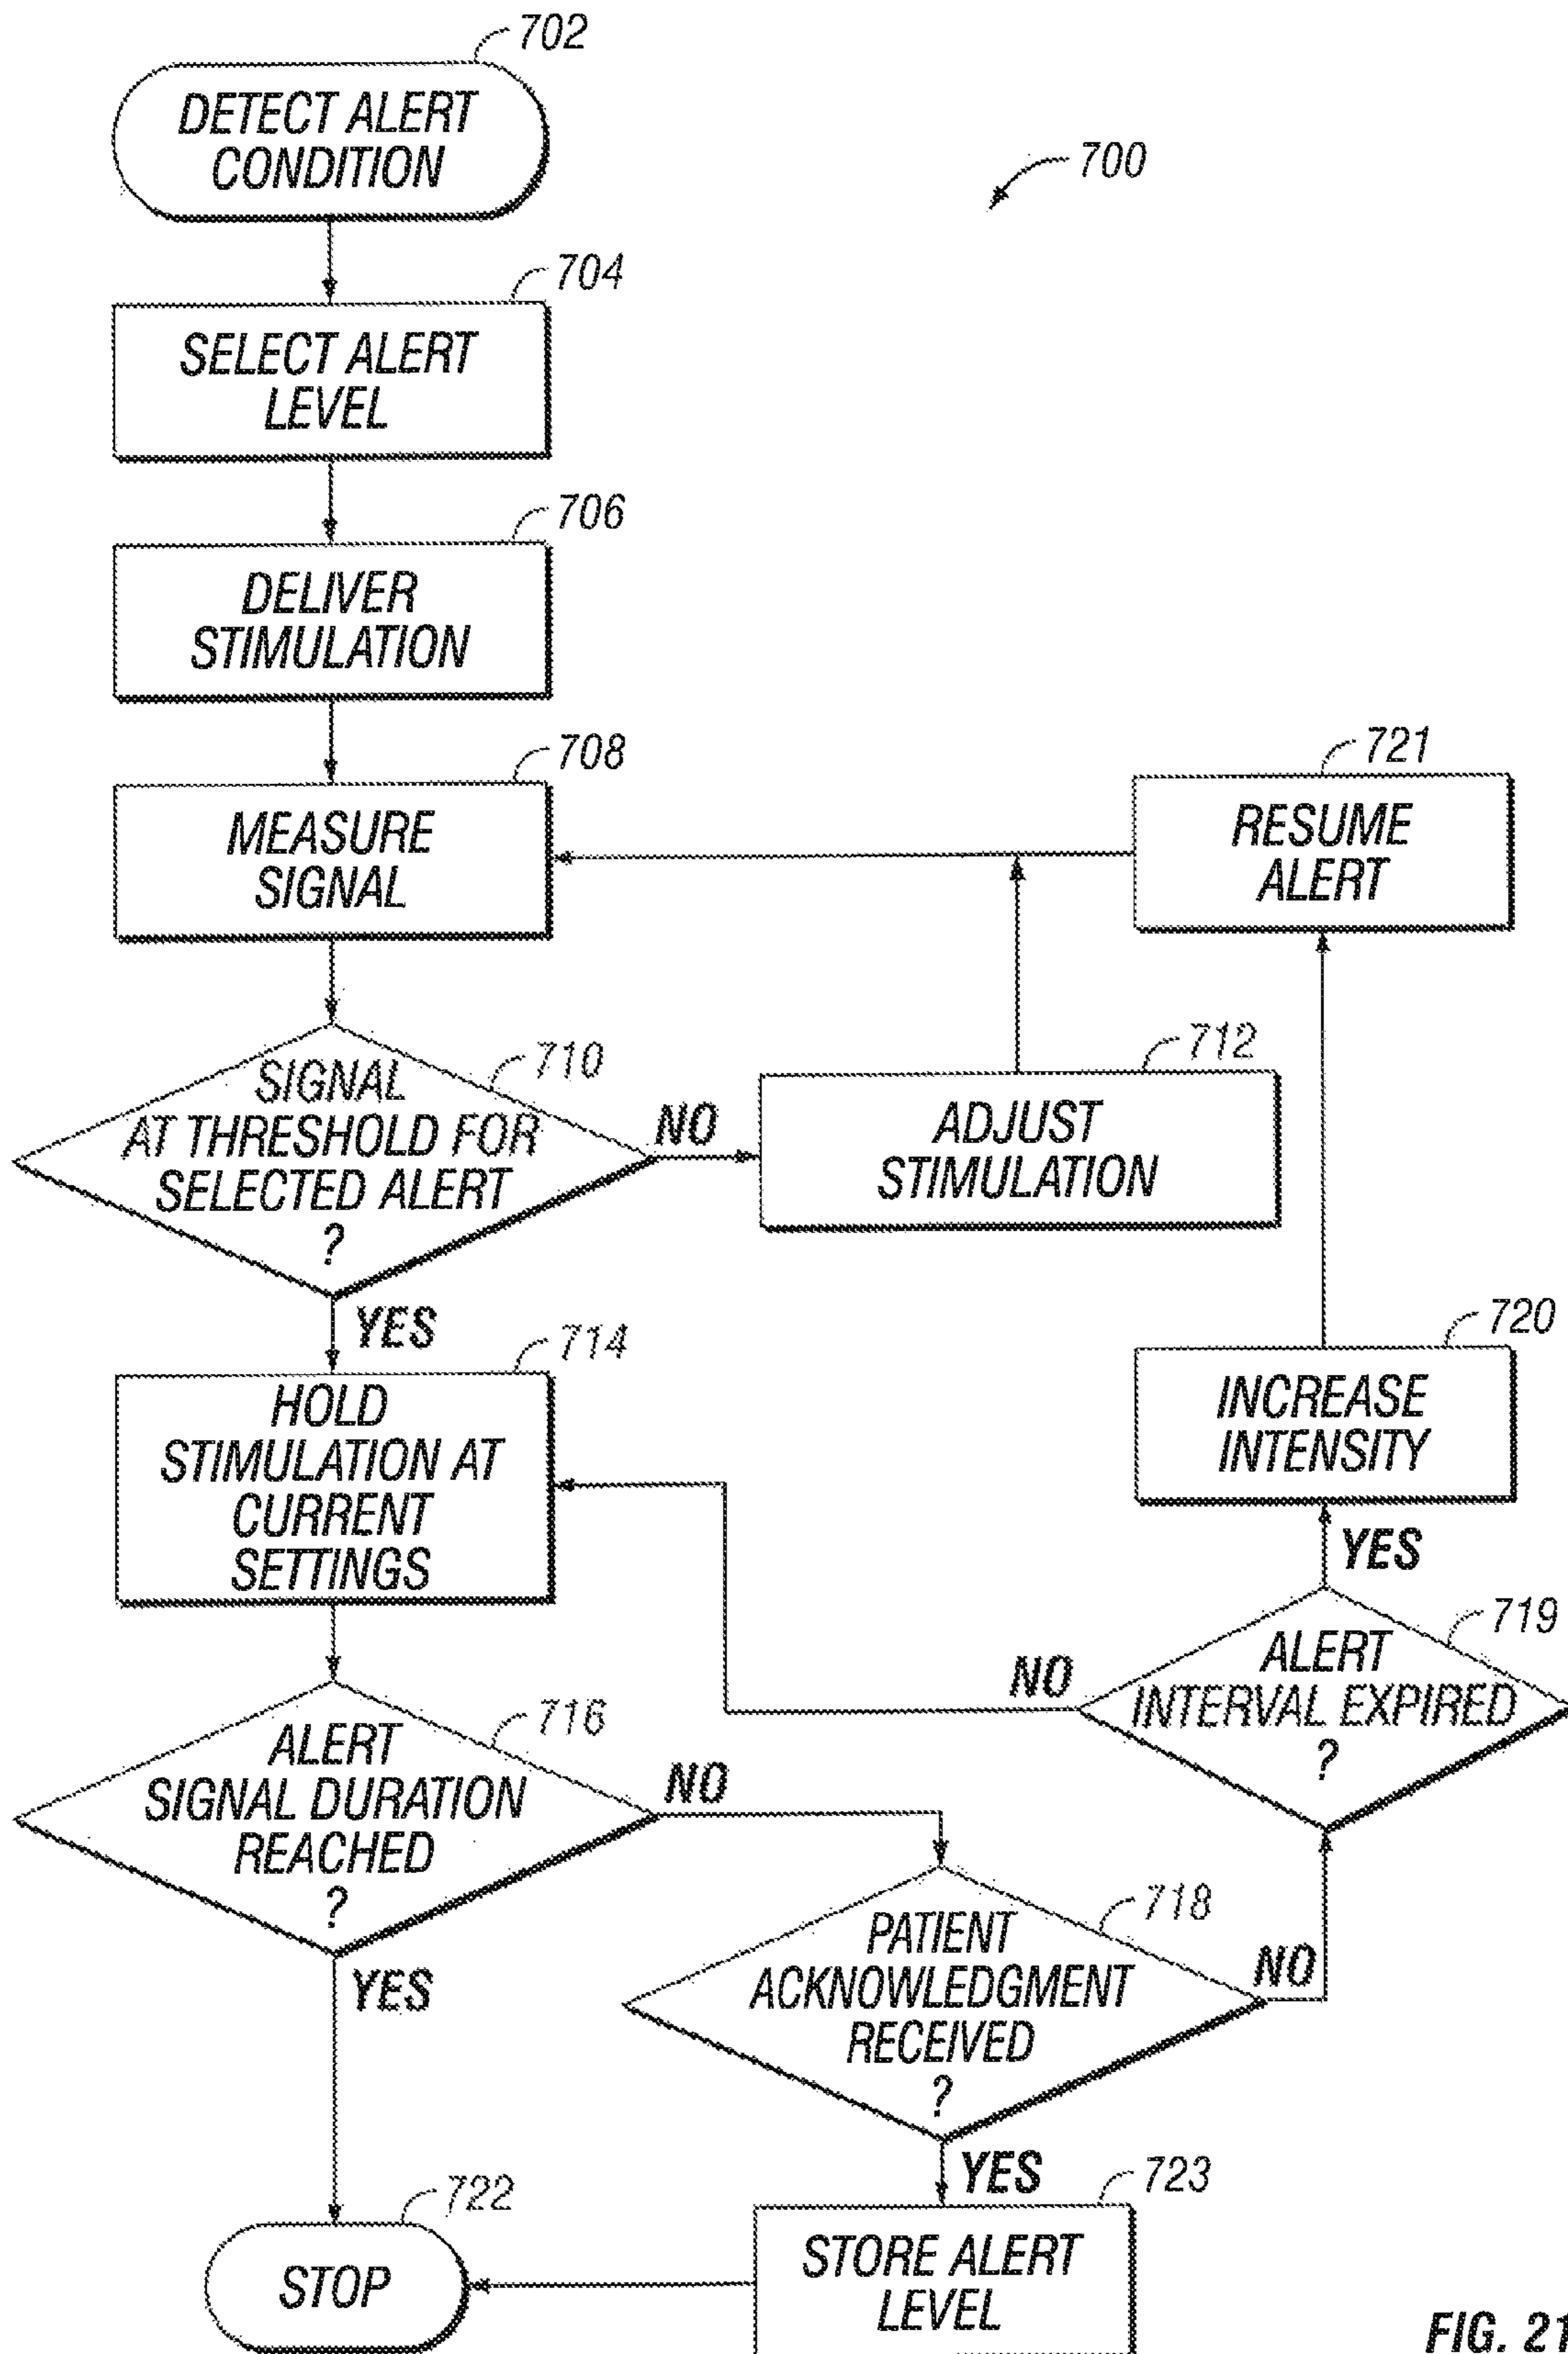 702
DETECT ALERT
CONDITION
700
704
SELECT ALERT
LEVEL
706
DELIVER
STIMULATION
708
MEASURE
SIGNAL
721
RESUME
ALERT
710
SIGNAL
AT THRESHOLD FOR
SELECTED ALERT
?
NO
712
ADJUST
STIMULATION
YES
714
HOLD
STIMULATION AT
CURRENT
SETTINGS
720
INCREASE
INTENSITY
YES
719
ALERT
INTERVAL EXPIRED
?
NO
716
ALERT
SIGNAL DURATION
REACHED
?
NO
YES
718
PATIENT
ACKNOWLEDGMENT
RECEIVED
?
NO
YES
723
STORE ALERT
LEVEL
722
STOP
FIG. 21